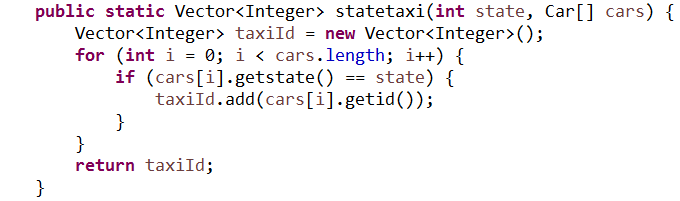 public static Vector<Integer> statetaxi(int state, Car[] cars) {
    Vector<Integer> taxiId = new Vector<Integer>();
    for (int i = 0; i < cars.length; i++) {
        if (cars[i].getstate() == state) {
            taxiId.add(cars[i].getid());
        }
    }
    return taxiId;
}